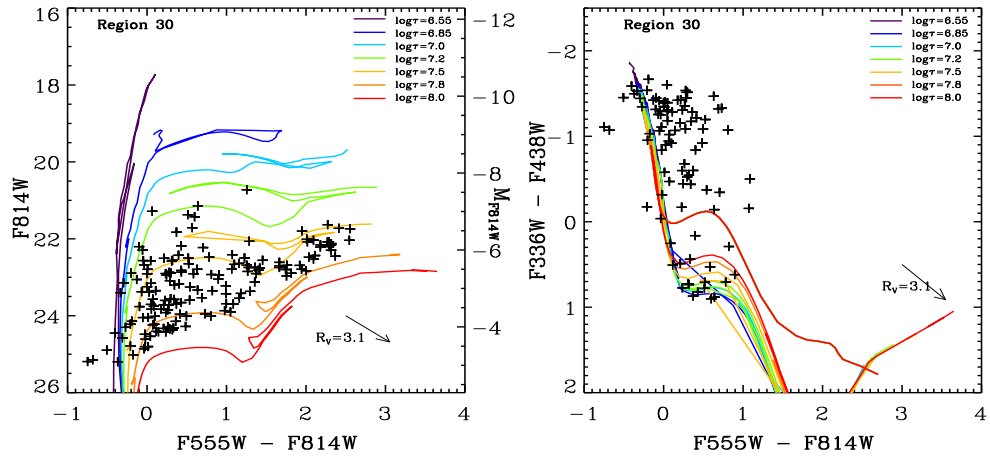 Region 30
logτ=6.55
logτ=6.85
logτ=7.0
logτ=7.2
logτ=7.5
logτ=7.8
logτ=8.0
16
18
20
22
24
26
F814W
−12
−10
−8
−6
−4
M_F814W
R_V=3.1
−1 0 1 2 3 4
F555W − F814W
Region 30
logτ=6.55
logτ=6.85
logτ=7.0
logτ=7.2
logτ=7.5
logτ=7.8
logτ=8.0
−2
−1
0
1
2
F336W − F438W
R_V=3.1
−1 0 1 2 3 4
F555W − F814W